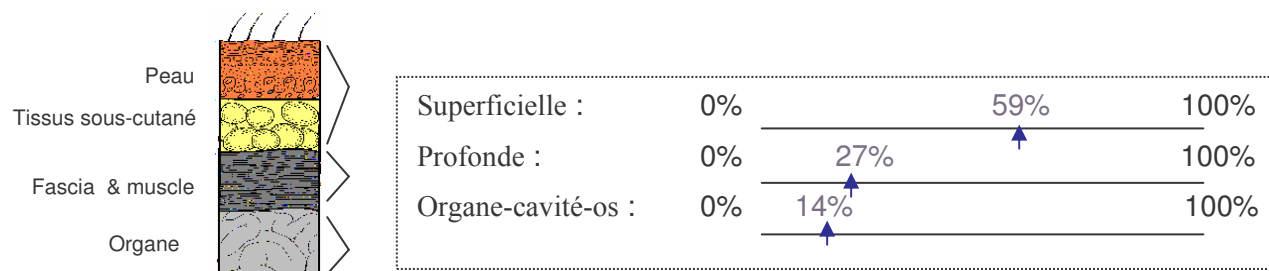 Peau
Tissus sous-cutané
Fascia & muscle
Organe
Superficielle : 0% 59% 100%
Profonde : 0% 27% 100%
Organe-cavité-os : 0% 14% 100%